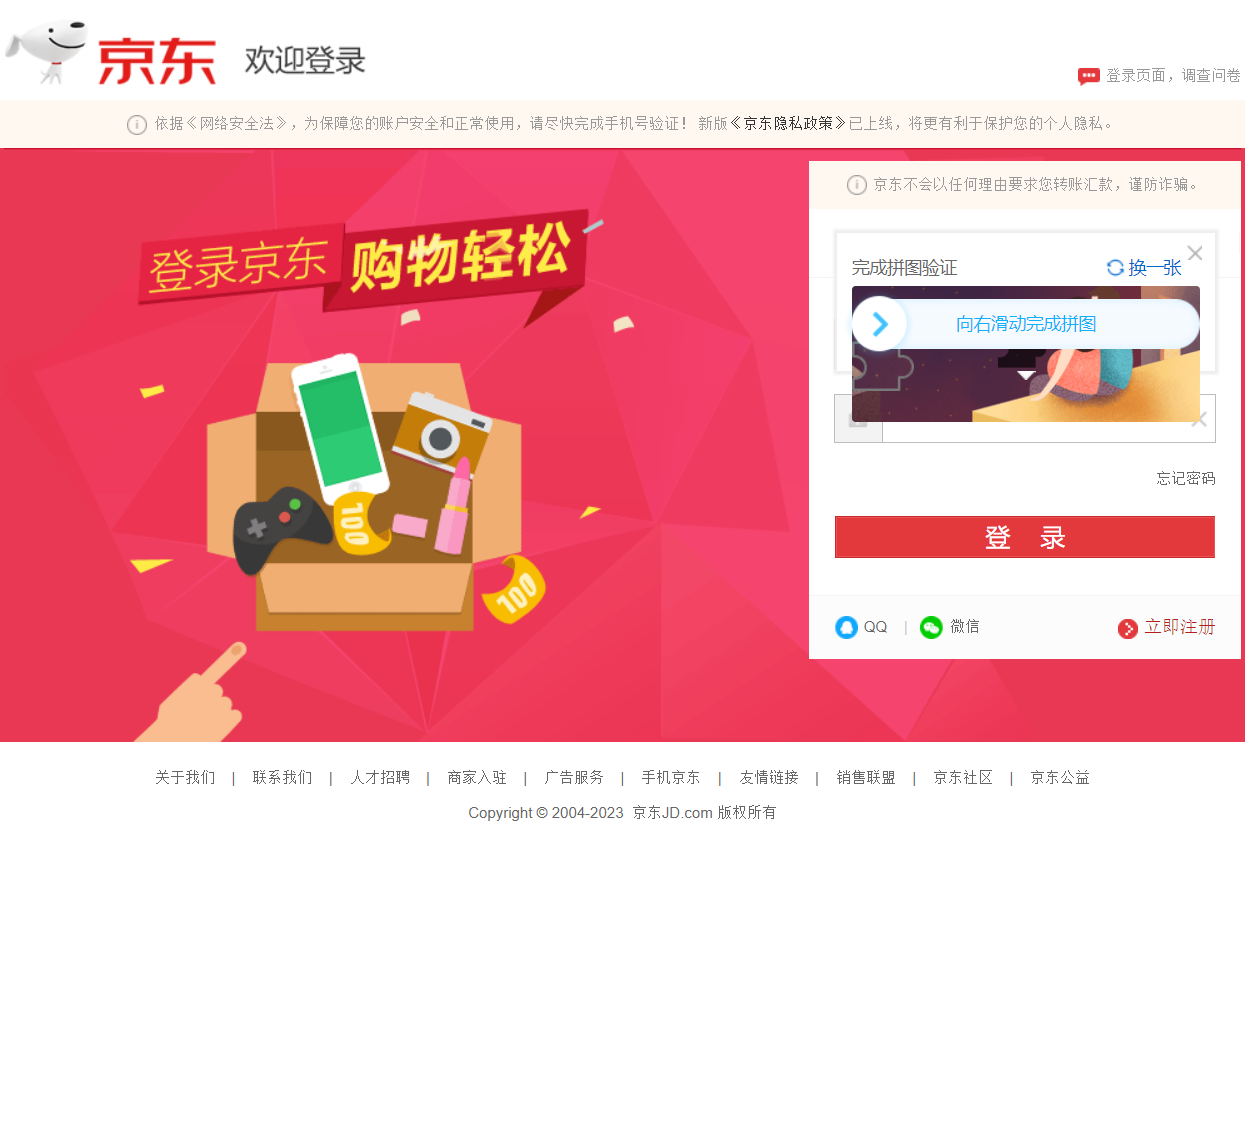 京东 欢迎登录
登录页面，调查问卷
依据《网络安全法》，为保障您的账户安全和正常使用，请尽快完成手机号验证！ 新版《京东隐私政策》已上线，将更有利于保护您的个人隐私。
京东不会以任何理由要求您转账汇款，谨防诈骗。
登录京东 购物轻松
完成拼图验证 换一张
向右滑动完成拼图
100
100
忘记密码
登 录
QQ | 微信 立即注册
关于我们 | 联系我们 | 人才招聘 | 商家入驻 | 广告服务 | 手机京东 | 友情链接 | 销售联盟 | 京东社区 | 京东公益
Copyright © 2004-2023 京东JD.com 版权所有